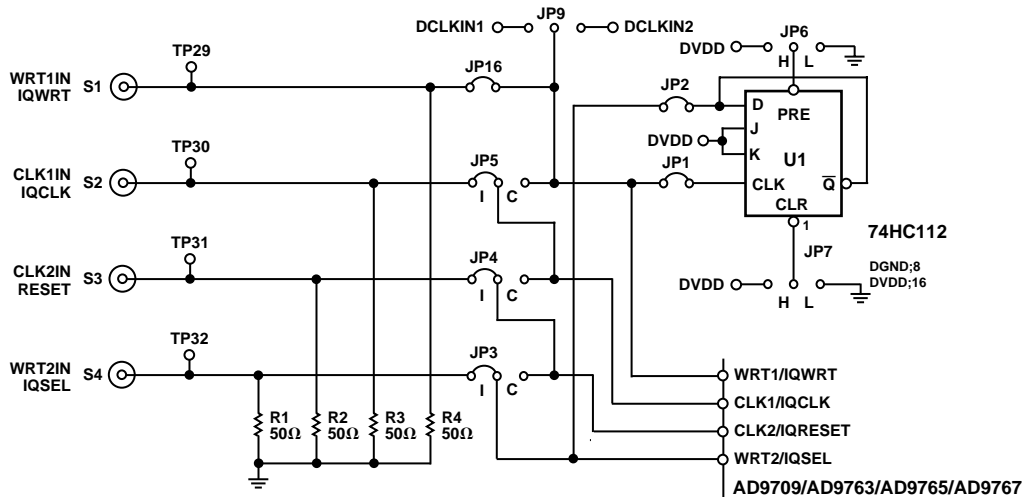 DCLKIN1
JP9
DCLKIN2
TP29
WRT1IN
IQWRT
S1
JP16
DVDD
JP6
H L
JP2
D
PRE
J
DVDD
K
U1
TP30
CLK1IN
IQCLK
S2
JP5
I C
JP1
CLK
Q
CLR
1
74HC112
TP31
CLK2IN
RESET
S3
JP4
I C
JP7
DGND;8
DVDD;16
DVDD
H L
TP32
WRT2IN
IQSEL
S4
JP3
I C
R1
50Ω
R2
50Ω
R3
50Ω
R4
50Ω
WRT1/IQWRT
CLK1/IQCLK
CLK2/IQRESET
WRT2/IQSEL
AD9709/AD9763/AD9765/AD9767